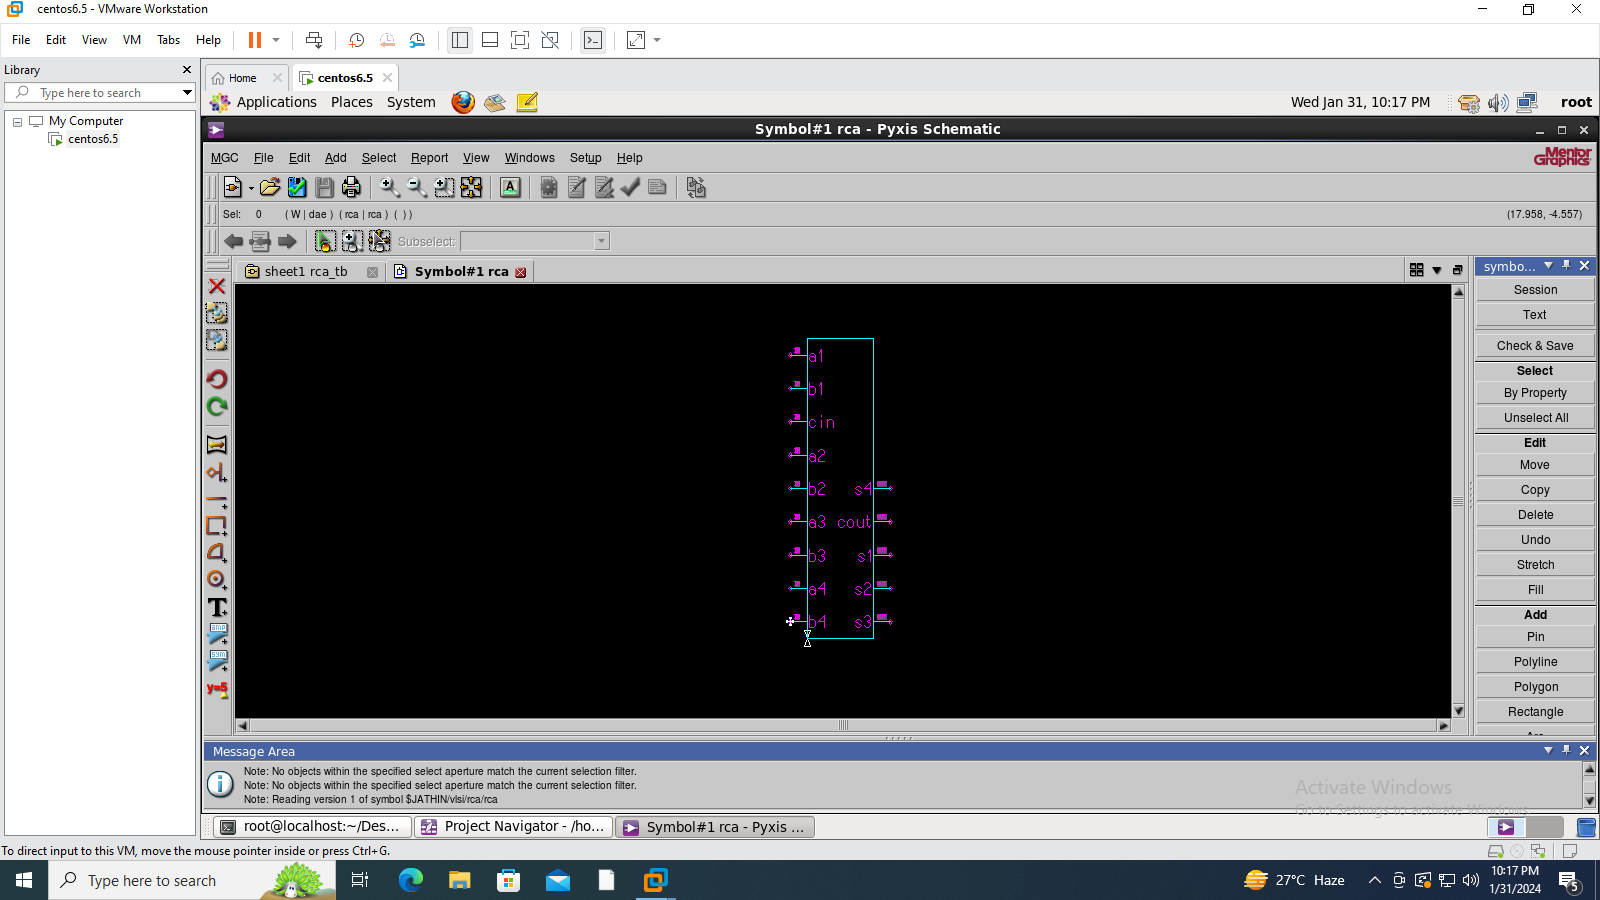 centos6.5 - VMware Workstation
File Edit View VM Tabs Help
Library
Type here to search
My Computer
centos6.5
Home
centos6.5
Applications Places System
Wed Jan 31, 10:17 PM
root
Symbol#1 rca - Pyxis Schematic
MGC File Edit Add Select Report View Windows Setup Help
Mentor Graphics
A
Sel: 0 ( W | dae ) ( rca | rca ) ( ) )
(17.958, -4.557)
Subselect:
sheet1 rca_tb
Symbol#1 rca
a1
b1
cin
a2
b2 s4
a3 cout
b3 s1
a4 s2
b4 s3
T
y=5
symbo...
Session
Text
Check & Save
Select
By Property
Unselect All
Edit
Move
Copy
Delete
Undo
Stretch
Fill
Add
Pin
Polyline
Polygon
Rectangle
Message Area
Note: No objects within the specified select aperture match the current selection filter.
Note: No objects within the specified select aperture match the current selection filter.
Note: Reading version 1 of symbol $JATHIN/vlsi/rca/rca
Activate Windows
Go to Settings to activate Windows.
root@localhost:~/Des...
Project Navigator - /ho...
Symbol#1 rca - Pyxis ...
To direct input to this VM, move the mouse pointer inside or press Ctrl+G.
Type here to search
27°C Haze
10:17 PM
1/31/2024
5